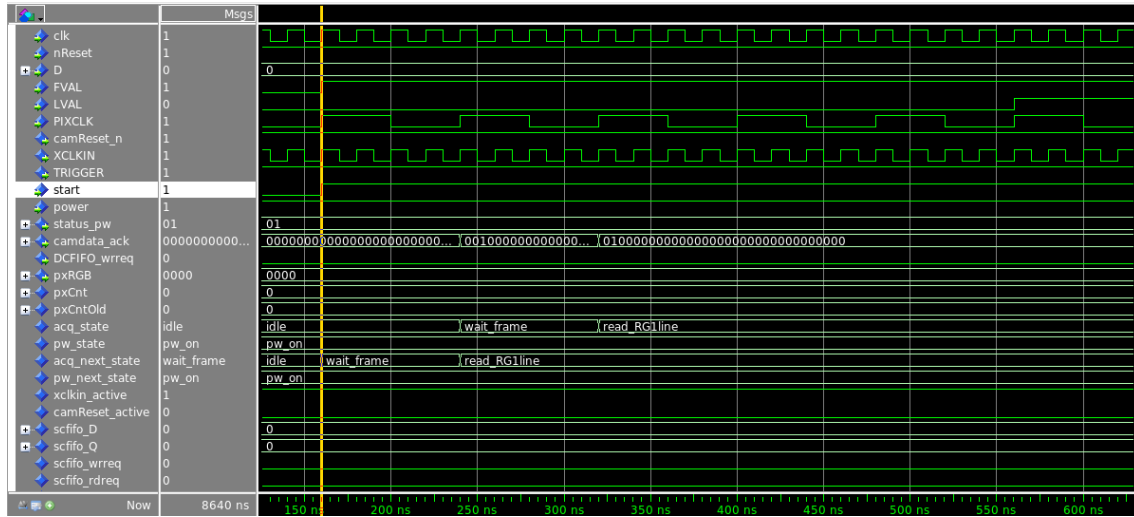 Msgs
clk 1
nReset 1
D 0 0
FVAL 1
LVAL 0
PIXCLK 1
camReset_n 1
XCLKIN 1
TRIGGER 1
start 1
power 1
status_pw 01 01
camdata_ack 0000000000... 00000000000000000000000000... 001000000000000... 01000000000000000000000000000000
DCFIFO_wrreq 0
pxRGB 0000 0000
pxCnt 0 0
pxCntOld 0 0
acq_state idle idle wait_frame read_RG1line
pw_state pw_on pw_on
acq_next_state wait_frame idle wait_frame read_RG1line
pw_next_state pw_on pw_on
xclkin_active 1
camReset_active 0
scfifo_D 0 0
scfifo_Q 0 0
scfifo_wrreq 0
scfifo_rdreq 0
Now 8640 ns 150 n 200 ns 250 ns 300 ns 350 ns 400 ns 450 ns 500 ns 550 ns 600 ns